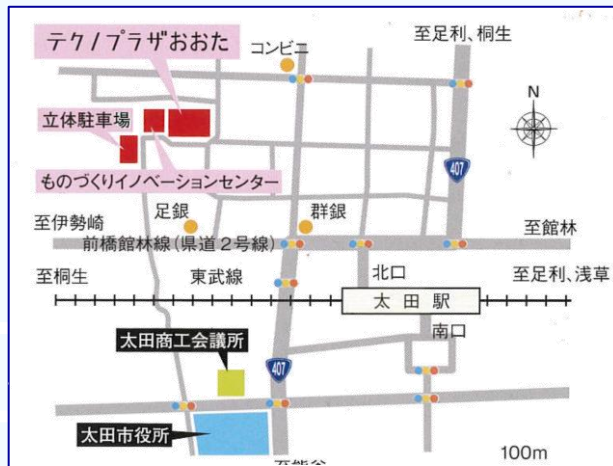 テクノプラザおおた
コンビニ
至足利、桐生
N
立体駐車場
ものづくりイノベーションセンター
407
足銀
群銀
至伊勢崎
至館林
前橋館林線(県道2号線)
至桐生
東武線
北口
至足利、浅草
太田駅
南口
太田商工会議所
407
太田市役所
100m
至熊谷